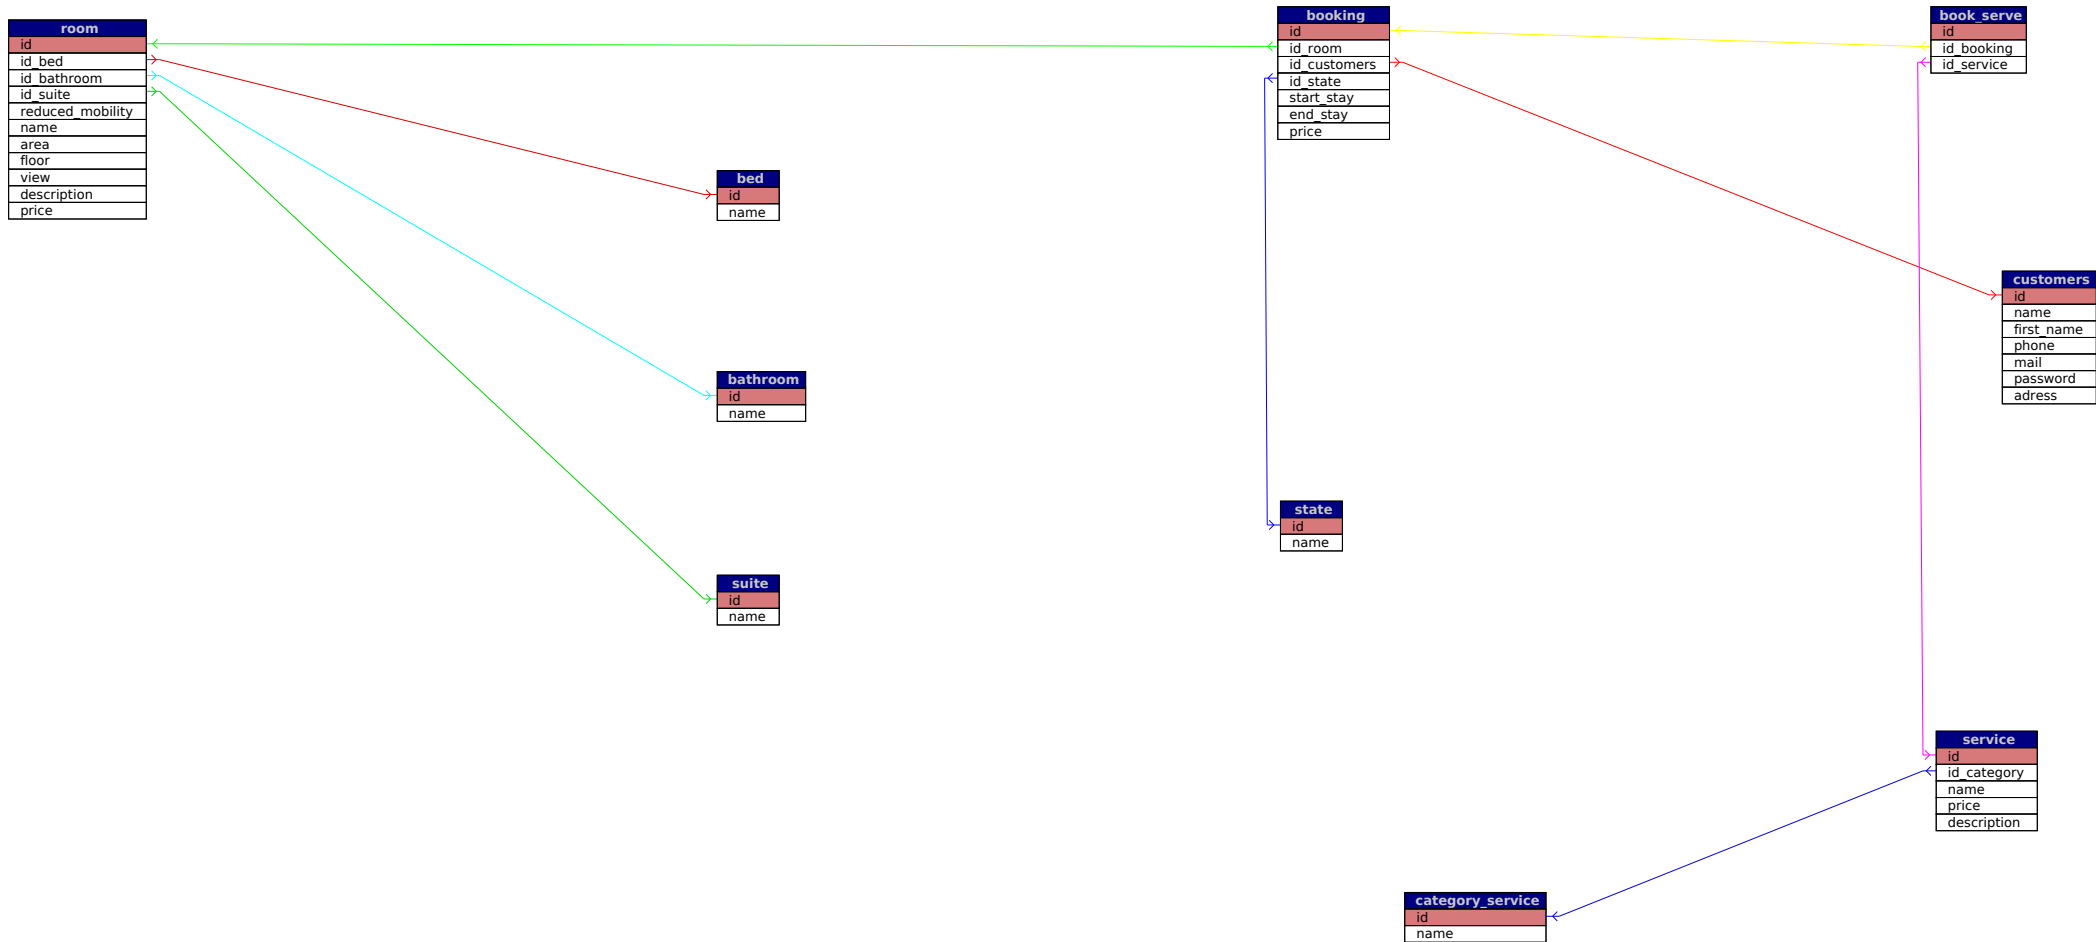 room
id
id_bed
id_bathroom
id_suite
reduced_mobility
name
area
floor
view
description
price
booking
id
id_room
id_customers
id_state
start_stay
end_stay
price
book_serve
id
id_booking
id_service
bed
id
name
customers
id
name
first_name
phone
mail
password
adress
bathroom
id
name
state
id
name
suite
id
name
service
id
id_category
name
price
description
category_service
id
name